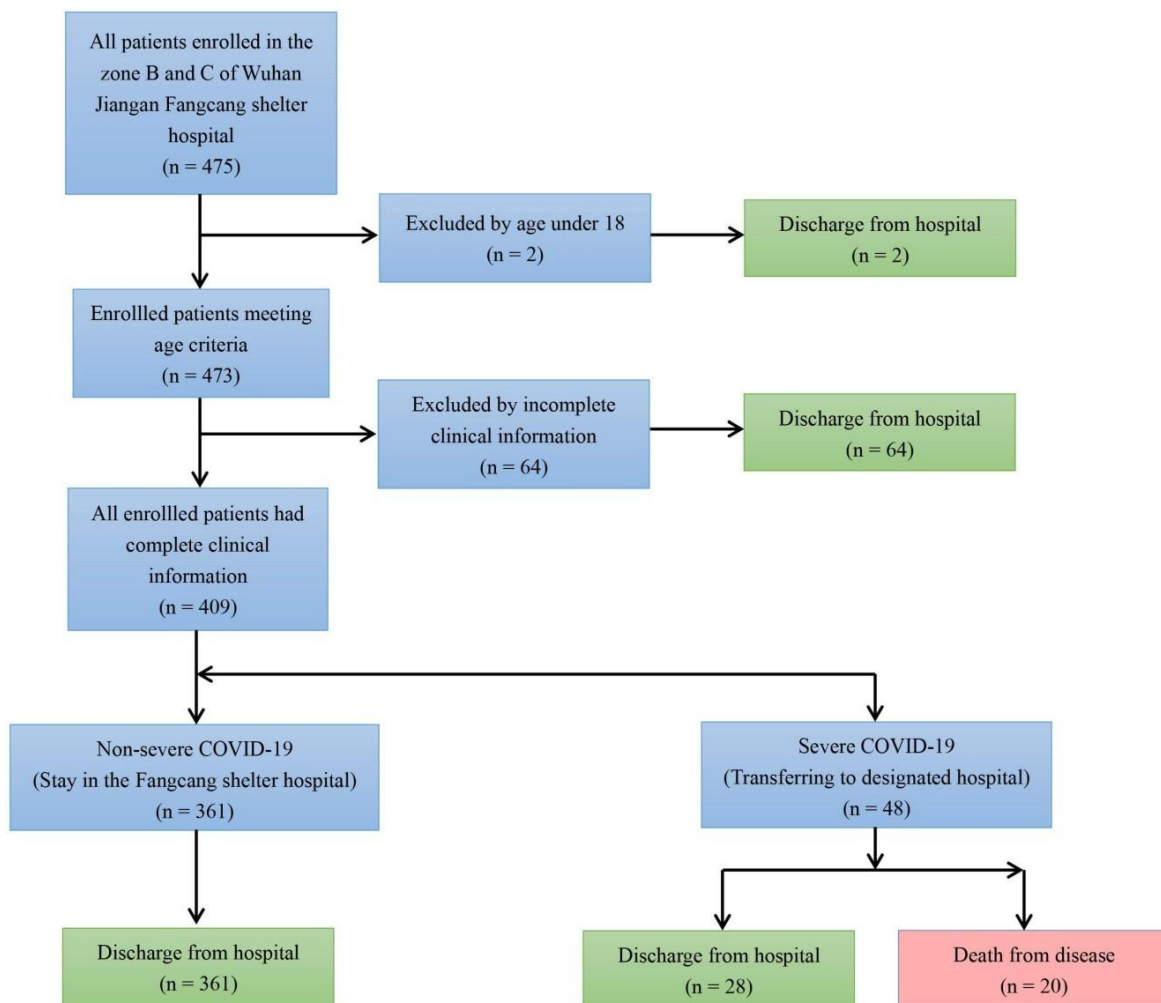 All patients enrolled in the
zone B and C of Wuhan
Jiangan Fangcang shelter
hospital
(n = 475)
Excluded by age under 18
(n = 2)
Discharge from hospital
(n = 2)
Enrollled patients meeting
age criteria
(n = 473)
Excluded by incomplete
clinical information
(n = 64)
Discharge from hospital
(n = 64)
All enrollled patients had
complete clinical
information
(n = 409)
Non-severe COVID-19
(Stay in the Fangcang shelter hospital)
(n = 361)
Severe COVID-19
(Transferring to designated hospital)
(n = 48)
Discharge from hospital
(n = 361)
Discharge from hospital
(n = 28)
Death from disease
(n = 20)